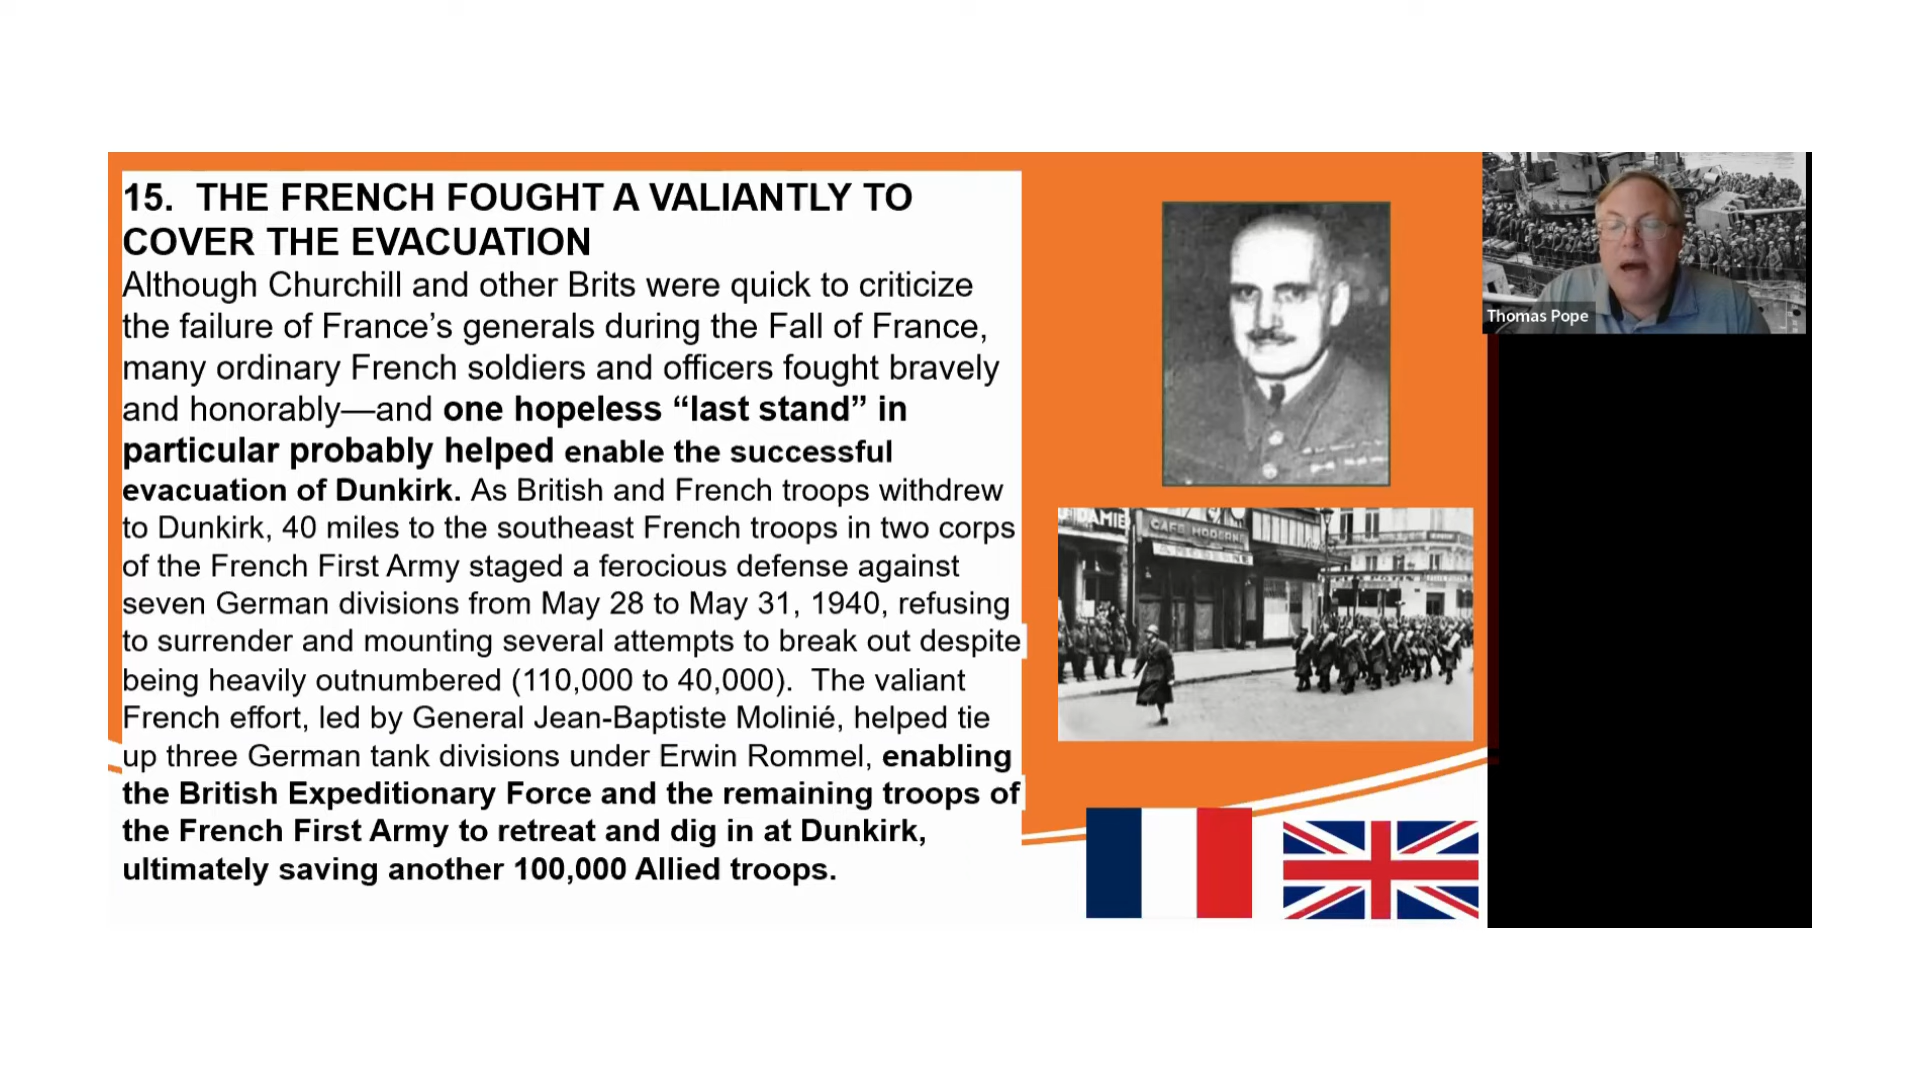 15. THE FRENCH FOUGHT A VALIANTLY TO
COVER THE EVACUATION
Although Churchill and other Brits were quick to criticize
the failure of France’s generals during the Fall of France,
many ordinary French soldiers and officers fought bravely
and honorably—and one hopeless “last stand” in
particular probably helped enable the successful
evacuation of Dunkirk. As British and French troops withdrew
to Dunkirk, 40 miles to the southeast French troops in two corps
of the French First Army staged a ferocious defense against
seven German divisions from May 28 to May 31, 1940, refusing
to surrender and mounting several attempts to break out despite
being heavily outnumbered (110,000 to 40,000). The valiant
French effort, led by General Jean-Baptiste Molinié, helped tie
up three German tank divisions under Erwin Rommel, enabling
the British Expeditionary Force and the remaining troops of
the French First Army to retreat and dig in at Dunkirk,
ultimately saving another 100,000 Allied troops.
CAFE MODERNE
Thomas Pope